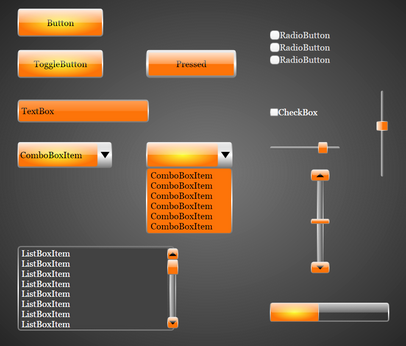 Button
RadioButton
RadioButton
RadioButton
ToggleButton
Pressed
TextBox
CheckBox
ComboBoxItem
ComboBoxItem
ComboBoxItem
ComboBoxItem
ComboBoxItem
ComboBoxItem
ComboBoxItem
ListBoxItem
ListBoxItem
ListBoxItem
ListBoxItem
ListBoxItem
ListBoxItem
ListBoxItem
ListBoxItem